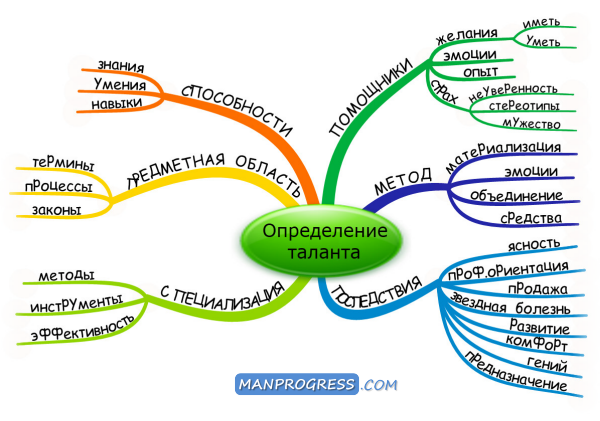 Определение
таланта
ПОМОЩНИКИ
желания
иметь
Уметь
эмоции
опыт
сРах
неУвеРенность
стеРеотипы
мУжество
МЕТОД
матеРиализация
эмоции
объединение
сРедства
ПОСЛЕДСТВИЯ
ясность
пРоФ.оРиентация
пРодажа
звездная болезнь
Развитие
комФоРт
гений
пРедназначение
СПОСОБНОСТИ
знания
Умения
навыки
ПРЕДМЕТНАЯ ОБЛАСТЬ
теРмины
пРоцессы
законы
СПЕЦИАЛИЗАЦИЯ
методы
инстРУменты
эФФективность
MANPROGRESS.COM